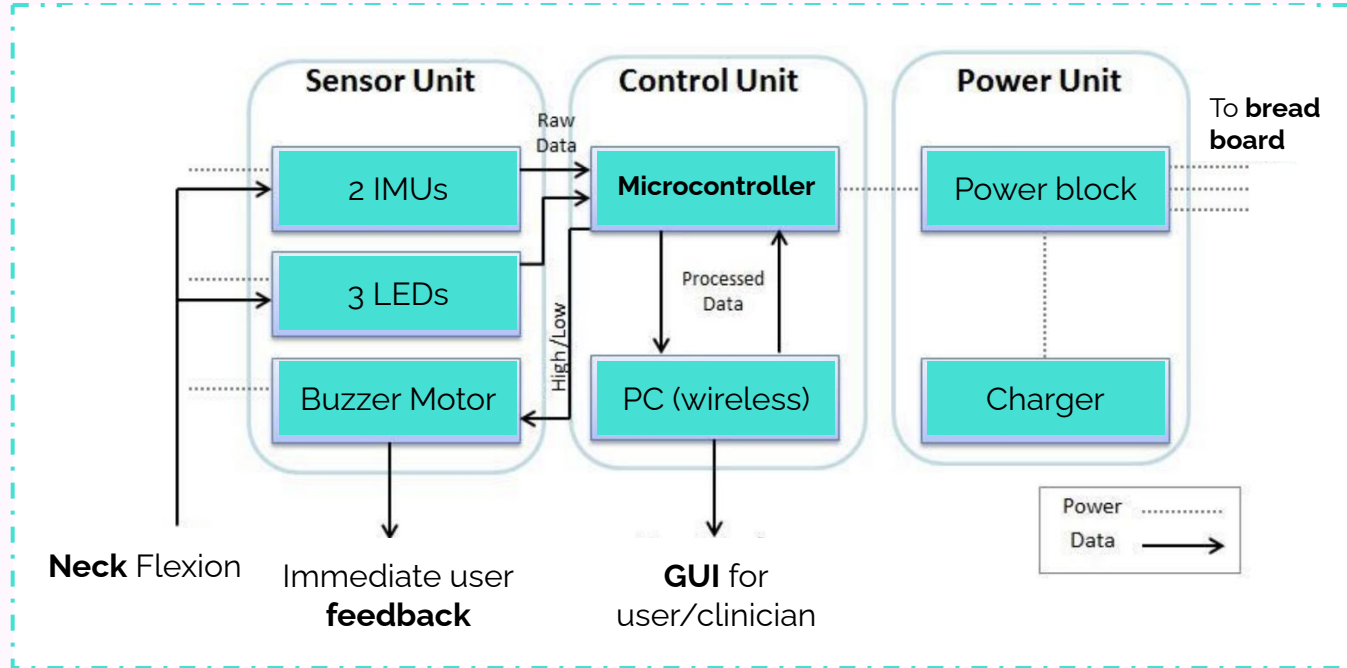 Sensor Unit
Control Unit
Power Unit
To bread
board
Raw
Data
2 IMUs
Microcontroller
Power block
3 LEDs
Processed
Data
High/Low
Buzzer Motor
PC (wireless)
Charger
Power
Data
Neck Flexion
Immediate user
feedback
GUI for
user/clinician